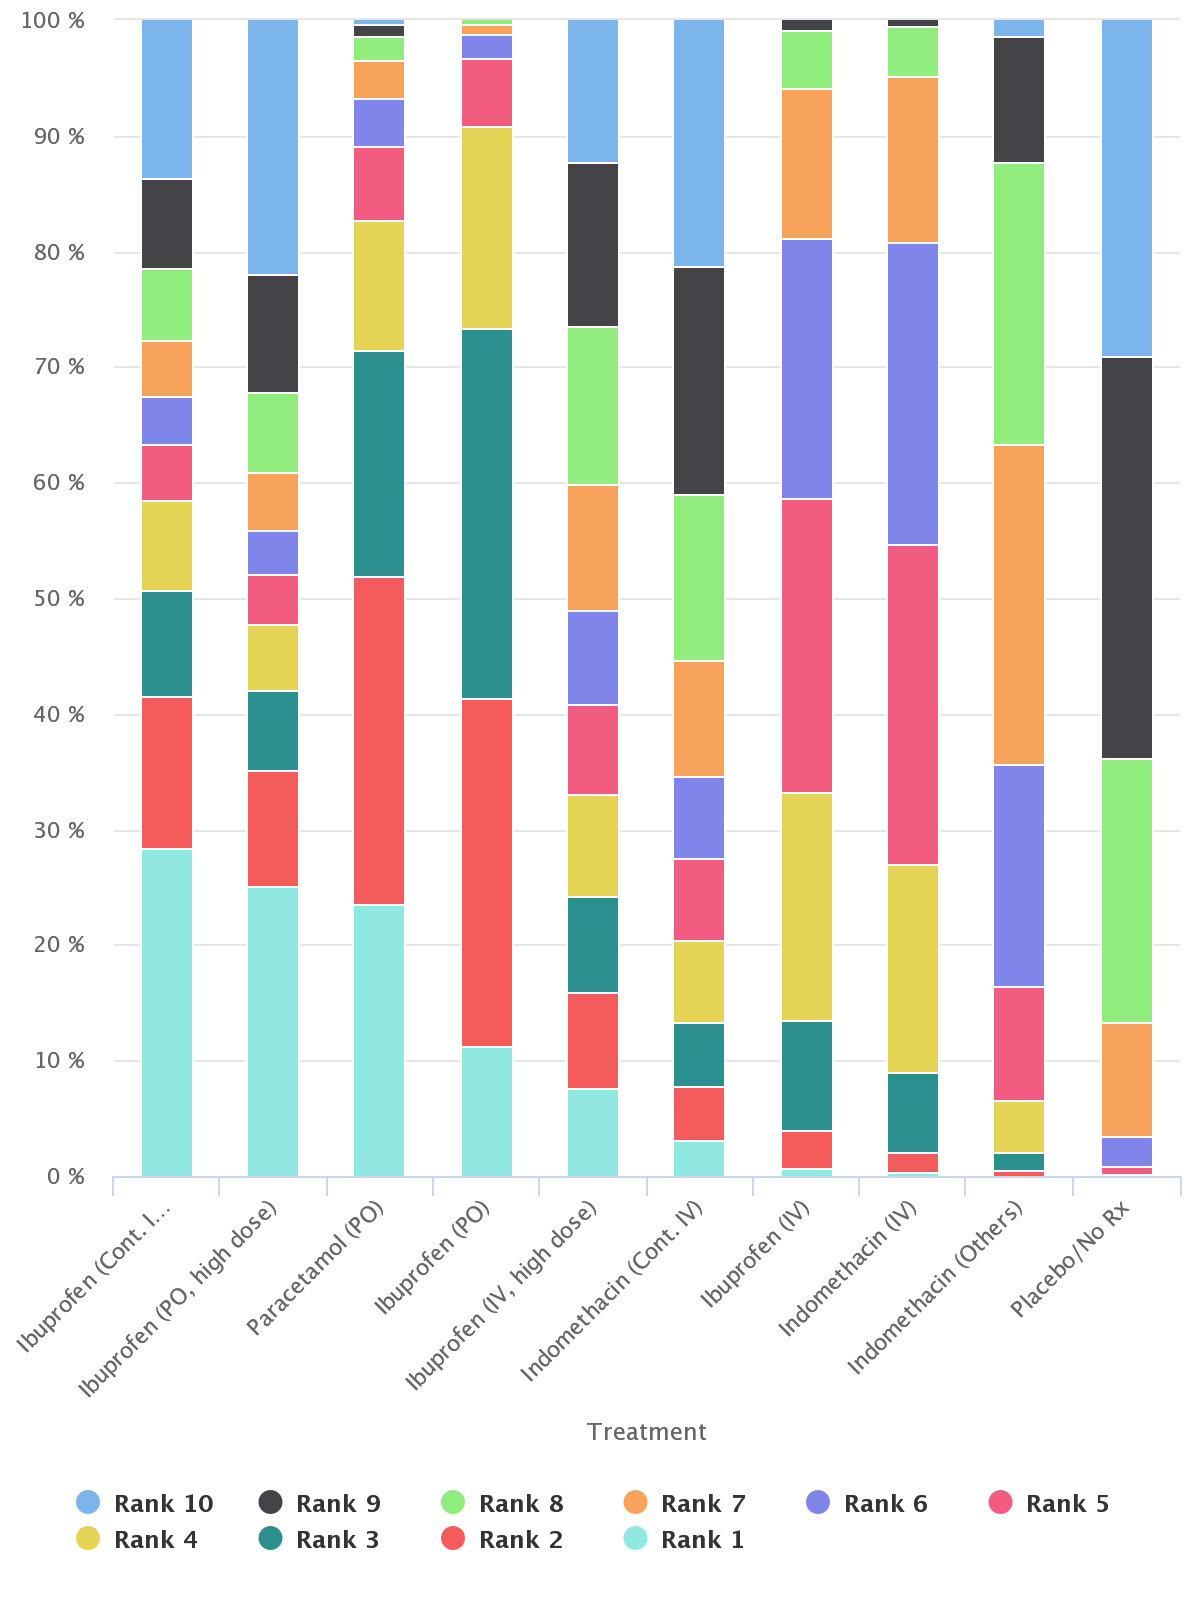 100 %
90 %
80 %
70 %
60 %
50 %
40 %
30 %
20 %
10 %
0 %
Ibuprofen (Cont. I...
Ibuprofen (PO, high dose)
Paracetamol (PO)
Ibuprofen (PO)
Ibuprofen (IV, high dose)
Indomethacin (Cont. IV)
Ibuprofen (IV)
Indomethacin (IV)
Indomethacin (Others)
Placebo/No Rx
Treatment
Rank 10 Rank 9 Rank 8 Rank 7 Rank 6 Rank 5
Rank 4 Rank 3 Rank 2 Rank 1